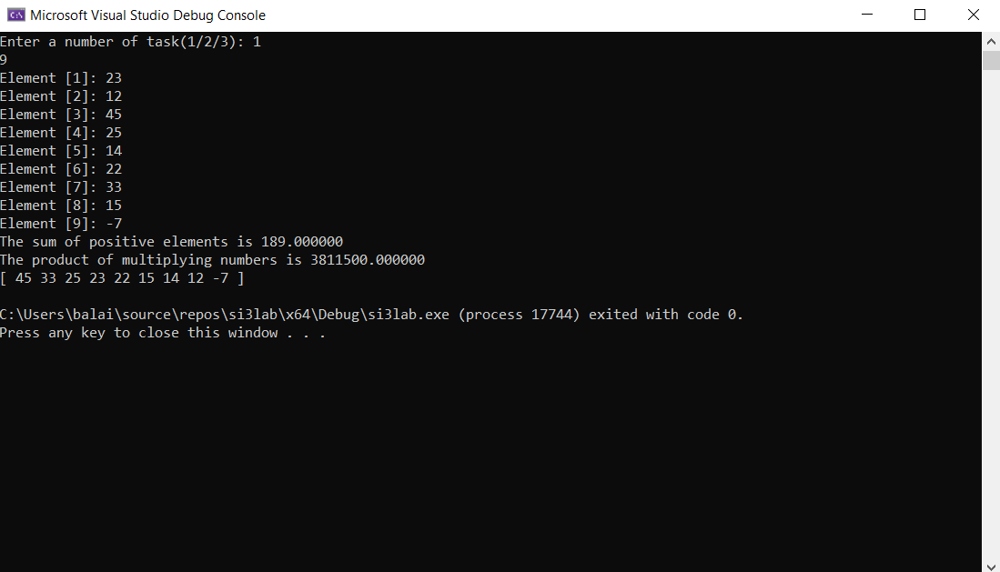 Microsoft Visual Studio Debug Console
Enter a number of task(1/2/3): 1
9
Element [1]: 23
Element [2]: 12
Element [3]: 45
Element [4]: 25
Element [5]: 14
Element [6]: 22
Element [7]: 33
Element [8]: 15
Element [9]: -7
The sum of positive elements is 189.000000
The product of multiplying numbers is 3811500.000000
[ 45 33 25 23 22 15 14 12 -7 ]
C:\Users\balai\source\repos\si3lab\x64\Debug\si3lab.exe (process 17744) exited with code 0.
Press any key to close this window . . .